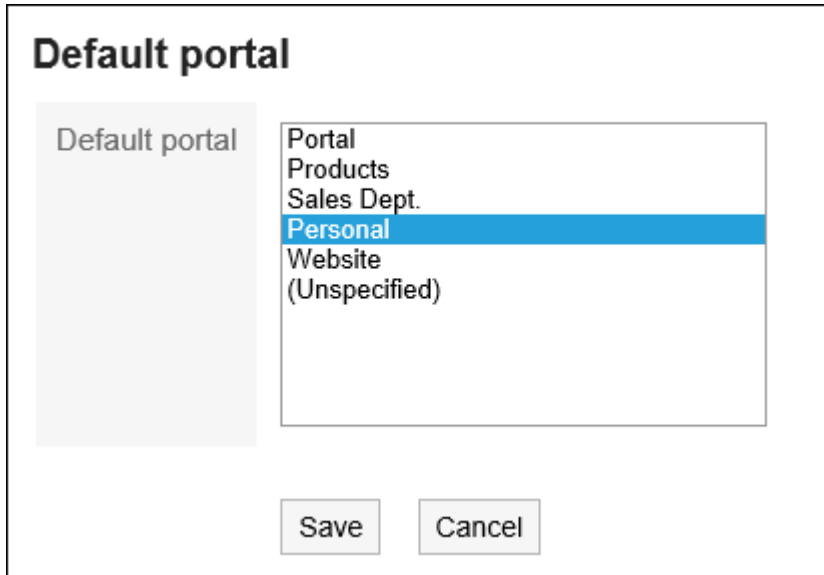 Default portal
Default portal
Portal
Products
Sales Dept.
Personal
Website
(Unspecified)
Save
Cancel